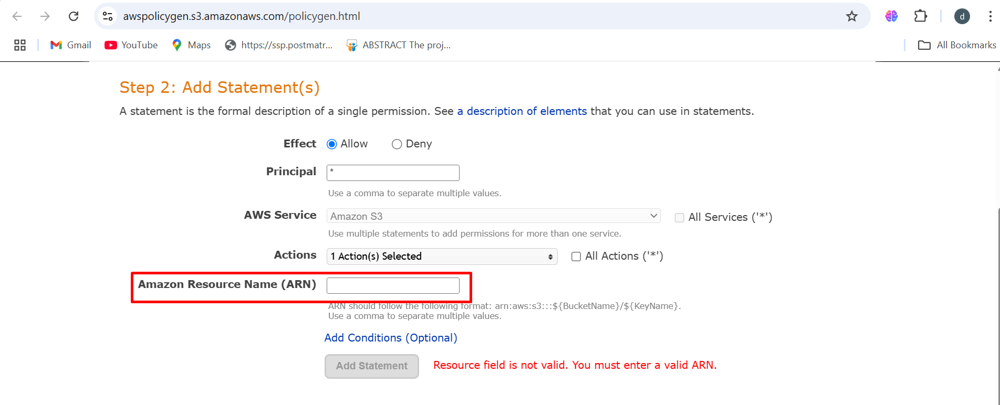 awspolicygen.s3.amazonaws.com/policygen.html
d
Gmail YouTube Maps https://ssp.postmatr... ABSTRACT The proj... All Bookmarks
Step 2: Add Statement(s)
A statement is the formal description of a single permission. See a description of elements that you can use in statements.
Effect Allow Deny
Principal *
Use a comma to separate multiple values.
AWS Service Amazon S3 All Services ('*')
Use multiple statements to add permissions for more than one service.
Actions 1 Action(s) Selected All Actions ('*')
Amazon Resource Name (ARN)
ARN should follow the following format: arn:aws:s3:::${BucketName}/${KeyName}.
Use a comma to separate multiple values.
Add Conditions (Optional)
Add Statement Resource field is not valid. You must enter a valid ARN.